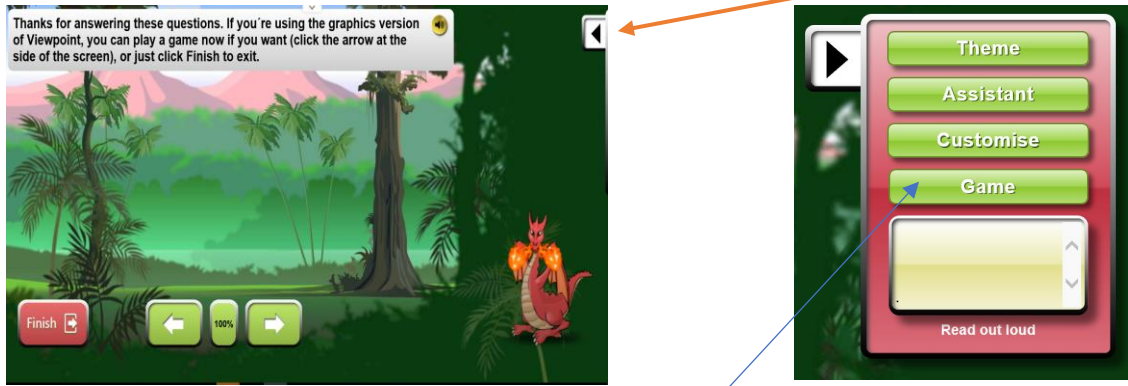 Thanks for answering these questions. If you´re using the graphics version
of Viewpoint, you can play a game now if you want (click the arrow at the
side of the screen), or just click Finish to exit.
Finish
100%
Theme
Assistant
Customise
Game
.
Read out loud